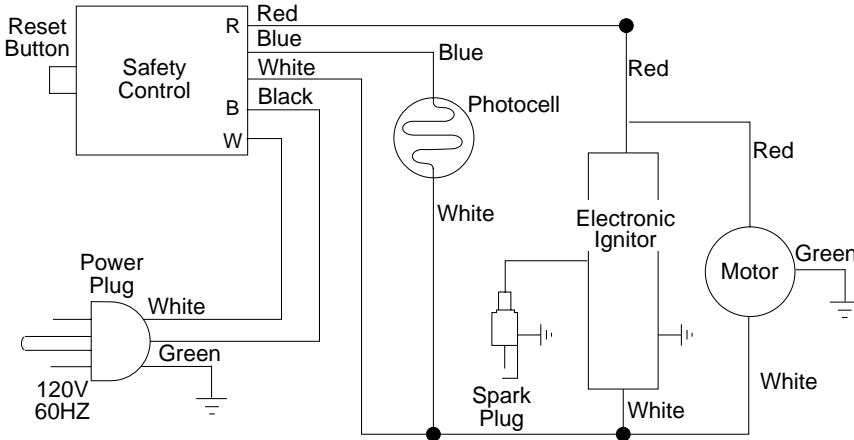 Reset
Button
Safety
Control
R
B
W
Red
Blue
White
Black
Blue
Photocell
White
Red
Red
Electronic
Ignitor
Motor
Green
Power
Plug
White
Green
120V
60HZ
Spark
Plug
White
White